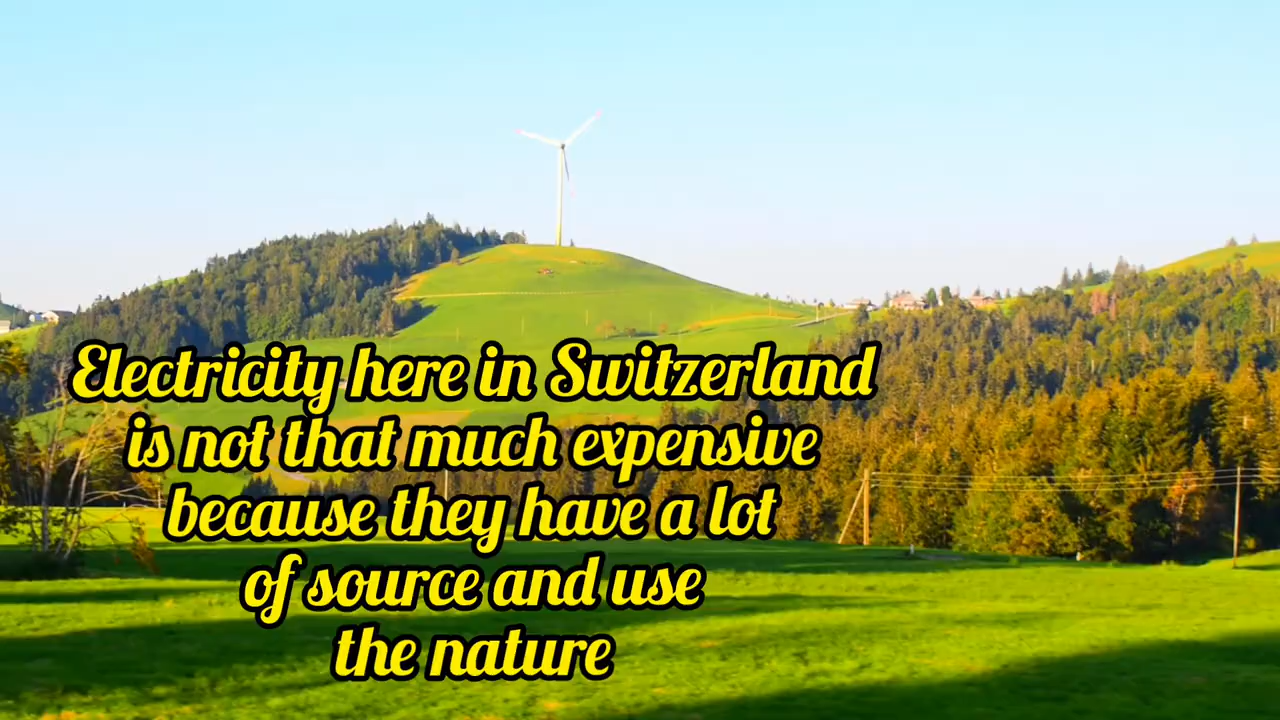 Electricity here in Switzerland
is not that much expensive
because they have a lot
of source and use
the nature